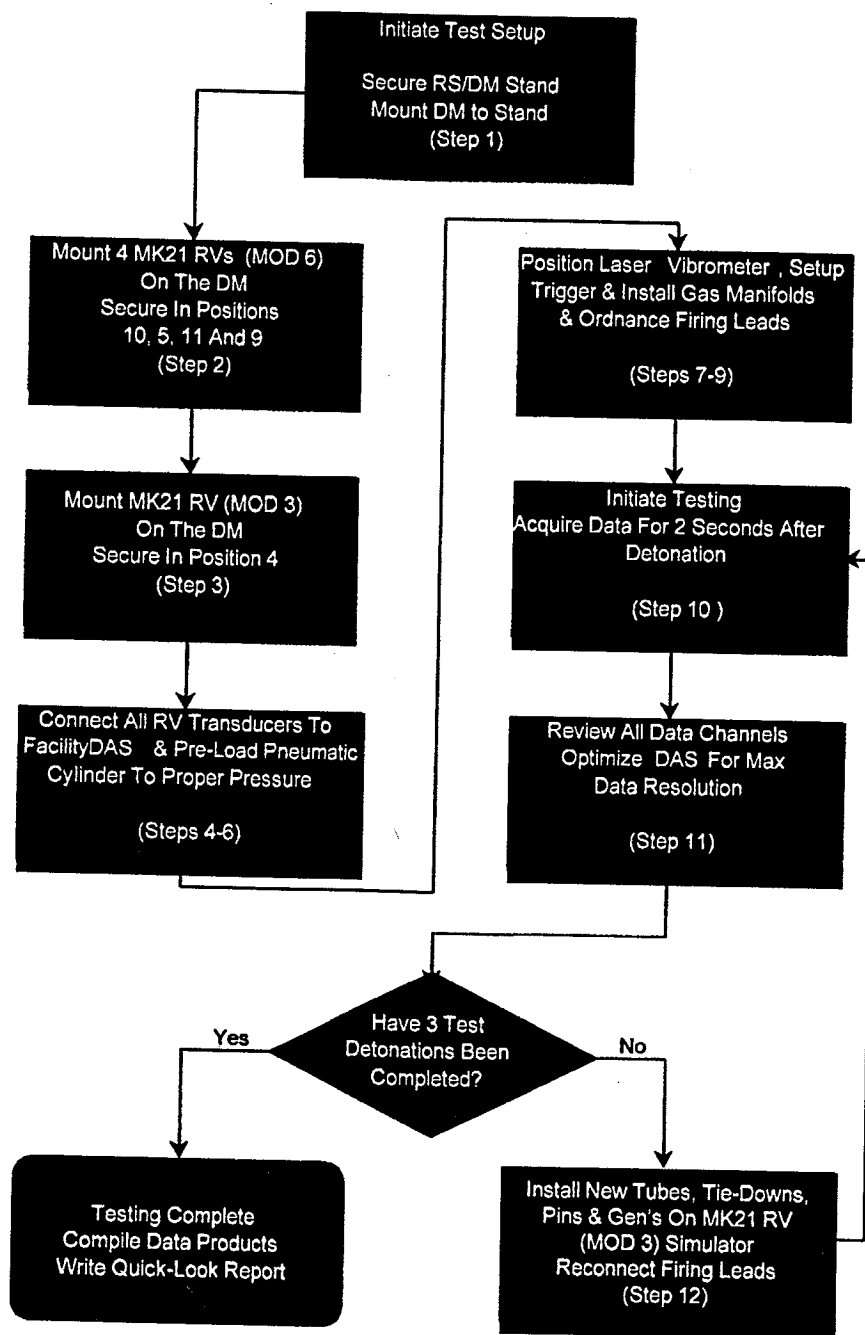 Initiate Test Setup
Secure RS/DM Stand
Mount DM to Stand
(Step 1)
Mount 4 MK21 RVs (MOD 6)
On The DM
Secure In Positions
10, 5, 11 And 9
(Step 2)
Mount MK21 RV (MOD 3)
On The DM
Secure In Position 4
(Step 3)
Connect All RV Transducers To
FacilityDAS & Pre-Load Pneumatic
Cylinder To Proper Pressure
(Steps 4-6)
Position Laser Vibrometer , Setup
Trigger & Install Gas Manifolds
& Ordnance Firing Leads
(Steps 7-9)
Initiate Testing
Acquire Data For 2 Seconds After
Detonation
(Step 10 )
Review All Data Channels
Optimize DAS For Max
Data Resolution
(Step 11)
Have 3 Test
Detonations Been
Completed?
Yes
No
Testing Complete
Compile Data Products
Write Quick-Look Report
Install New Tubes, Tie-Downs,
Pins & Gen's On MK21 RV
(MOD 3) Simulator
Reconnect Firing Leads
(Step 12)